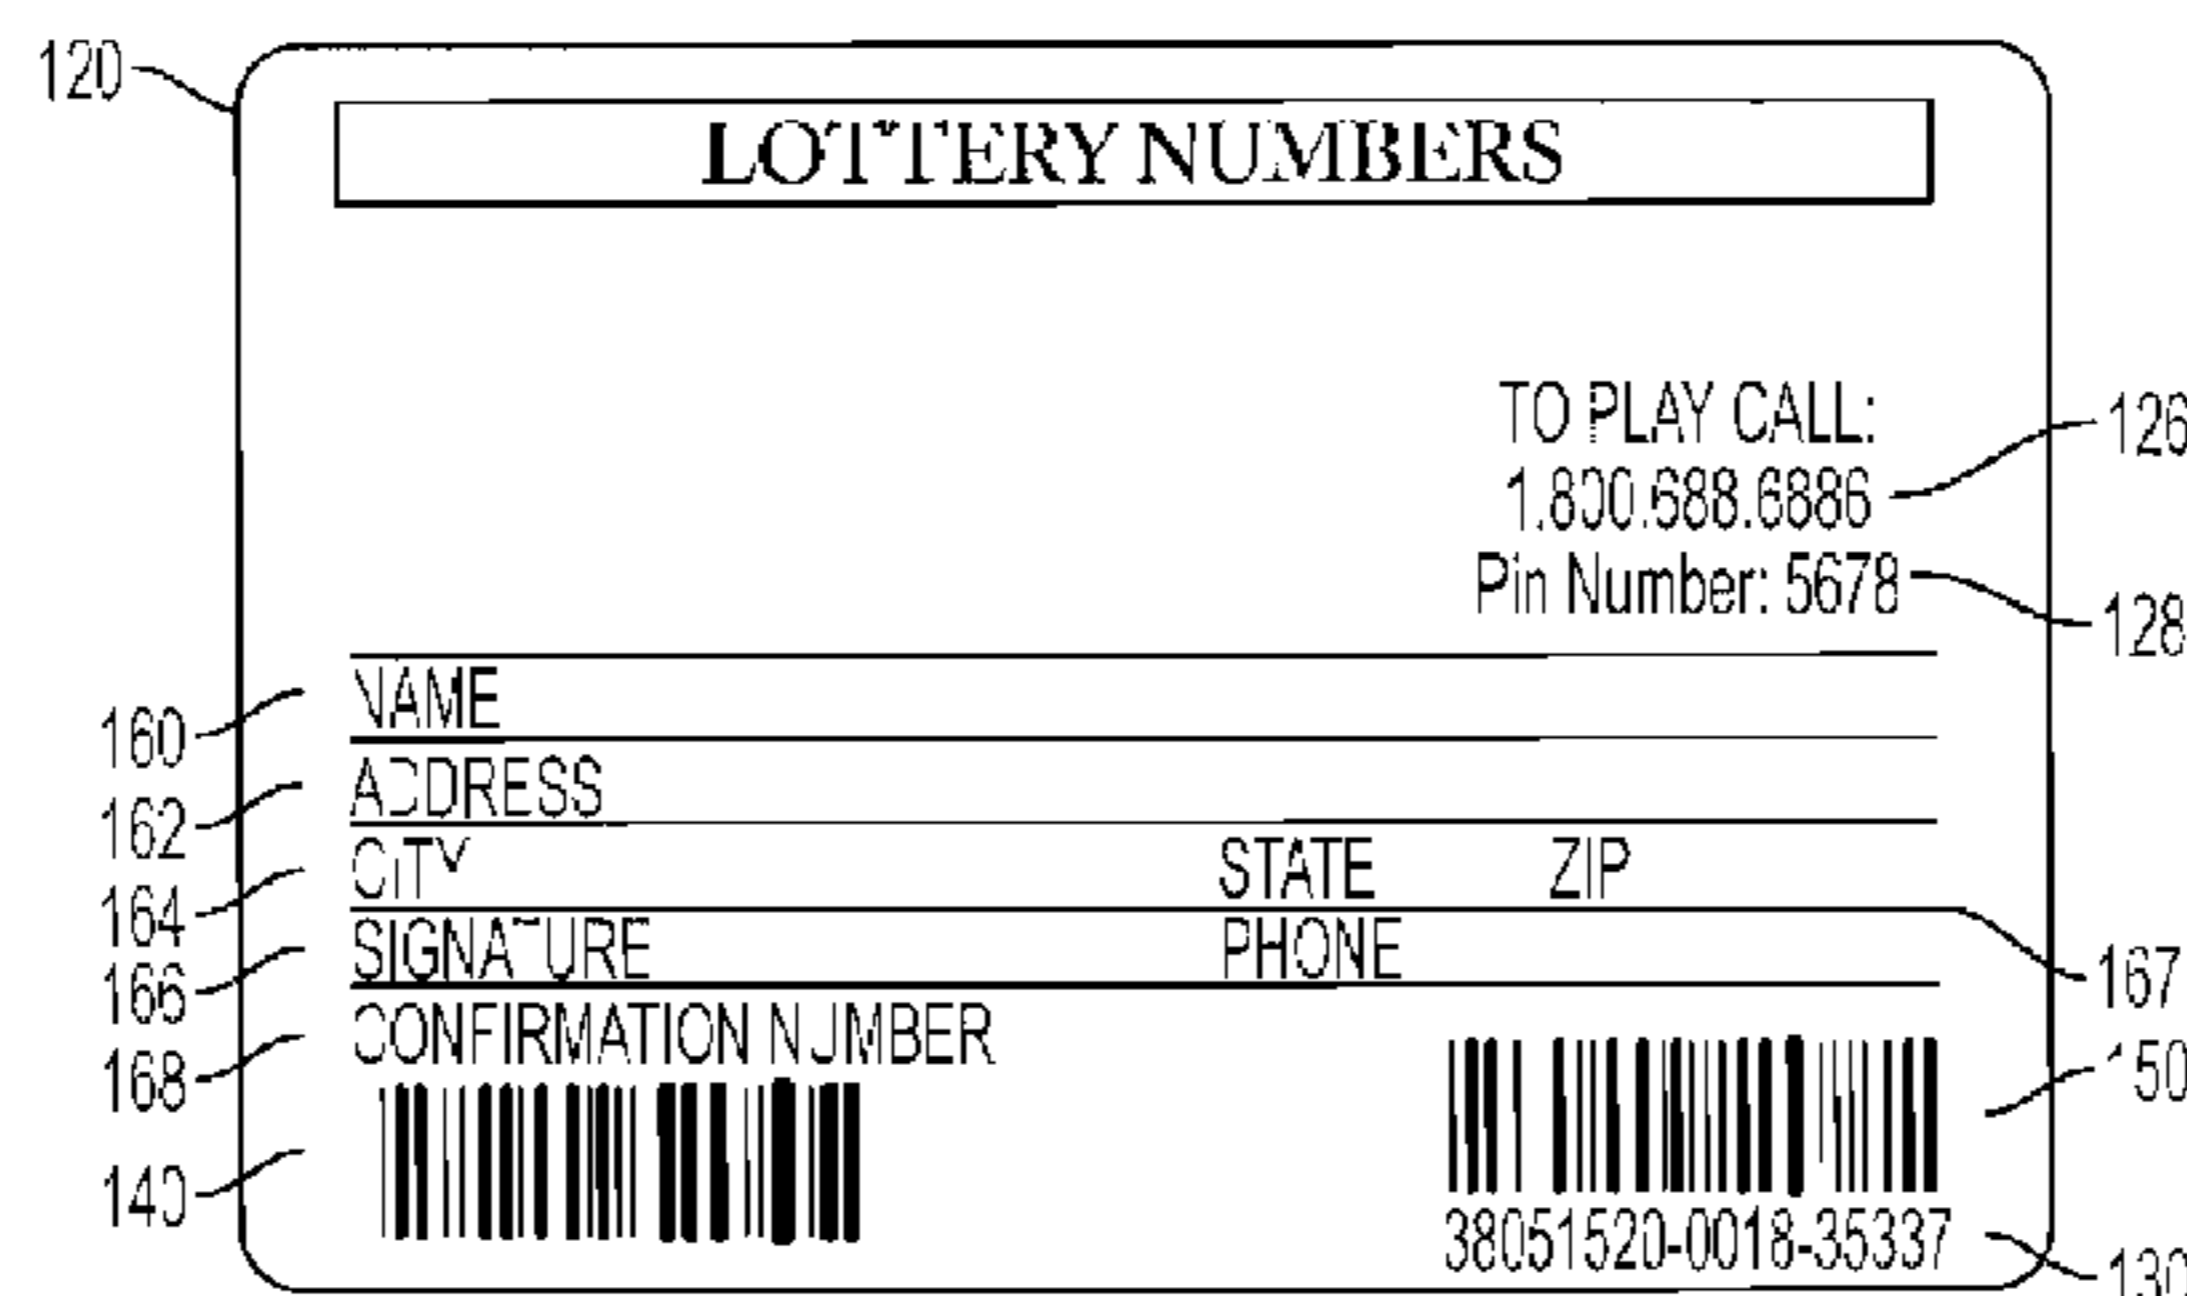 120
LOTTERY NUMBERS
TO PLAY CALL:
126
1.800.688.6886
Pin Number: 5678
128
NAME
160
ADDRESS
162
CITY STATE ZIP
164
SIGNATURE PHONE
166
167
CONFIRMATION NUMBER
168
150
140
38051520-0018-35337
130